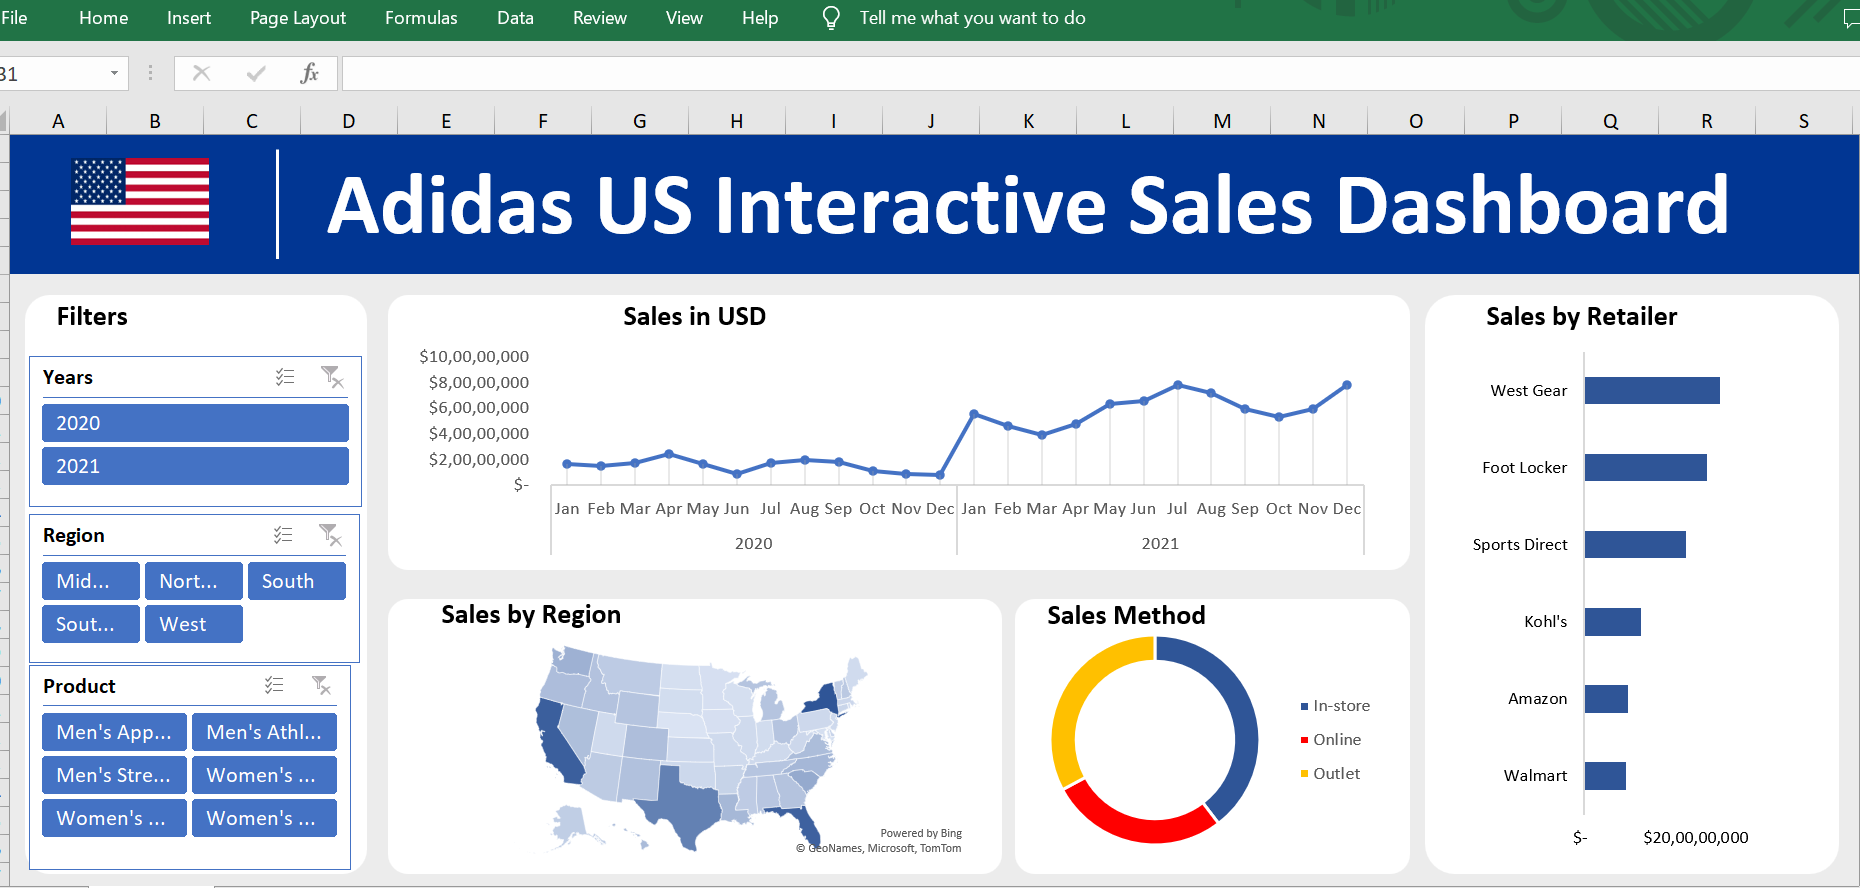 File Home Insert Page Layout Formulas Data Review View Help Tell me what you want to do
31 fx
A B C D E F G H I J K L M N O P Q R S
Adidas US Interactive Sales Dashboard
Filters
Years
2020
2021
Region
Mid... Nort... South
Sout... West
Product
Men's App... Men's Athl...
Men's Stre... Women's ...
Women's ... Women's ...
Sales in USD
$10,00,00,000
$8,00,00,000
$6,00,00,000
$4,00,00,000
$2,00,00,000
$-
Jan Feb Mar Apr May Jun Jul Aug Sep Oct Nov Dec Jan Feb Mar Apr May Jun Jul Aug Sep Oct Nov Dec
2020 2021
Sales by Region
Powered by Bing
© GeoNames, Microsoft, TomTom
Sales Method
In-store
Online
Outlet
Sales by Retailer
West Gear
Foot Locker
Sports Direct
Kohl's
Amazon
Walmart
$- $20,00,00,000